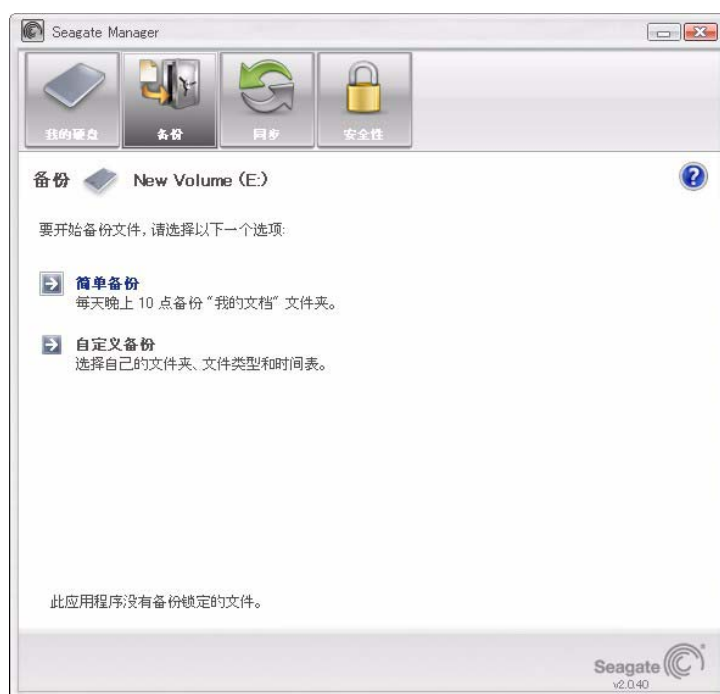 Seagate Manager
我的硬盘
备份
同步
安全性
备份 New Volume (E:)
要开始备份文件, 请选择以下一个选项:
简单备份
每天晚上 10 点备份 “我的文档” 文件夹。
自定义备份
选择自己的文件夹、文件类型和时间表。
此应用程序没有备份锁定的文件。
Seagate
v2.0.40